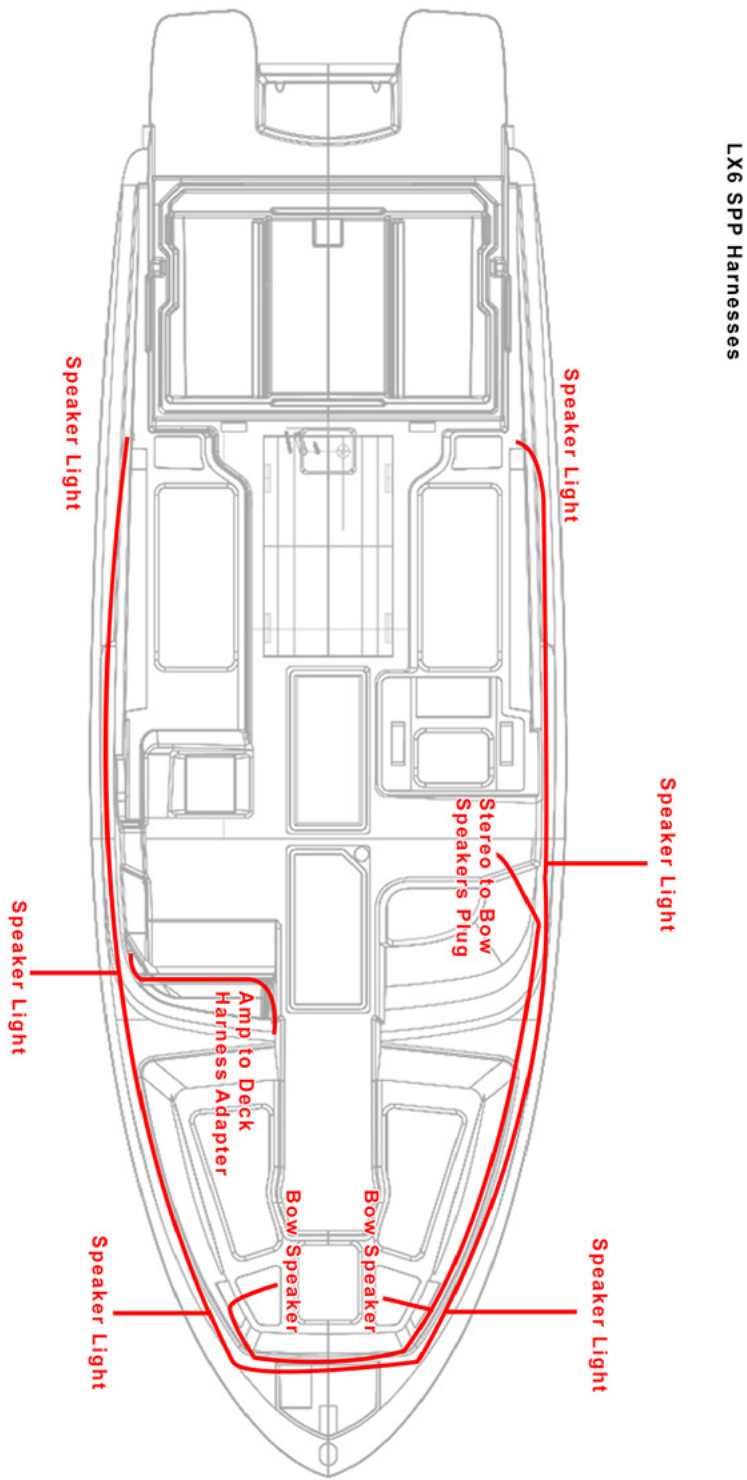 LX6 SPP Harnesses
Speaker Light
Speaker Light
Speaker Light
Stereo to Bow
Speakers Plug
Speaker Light
Amp to Deck
Harness Adapter
Bow Speaker
Bow Speaker
Speaker Light
Speaker Light